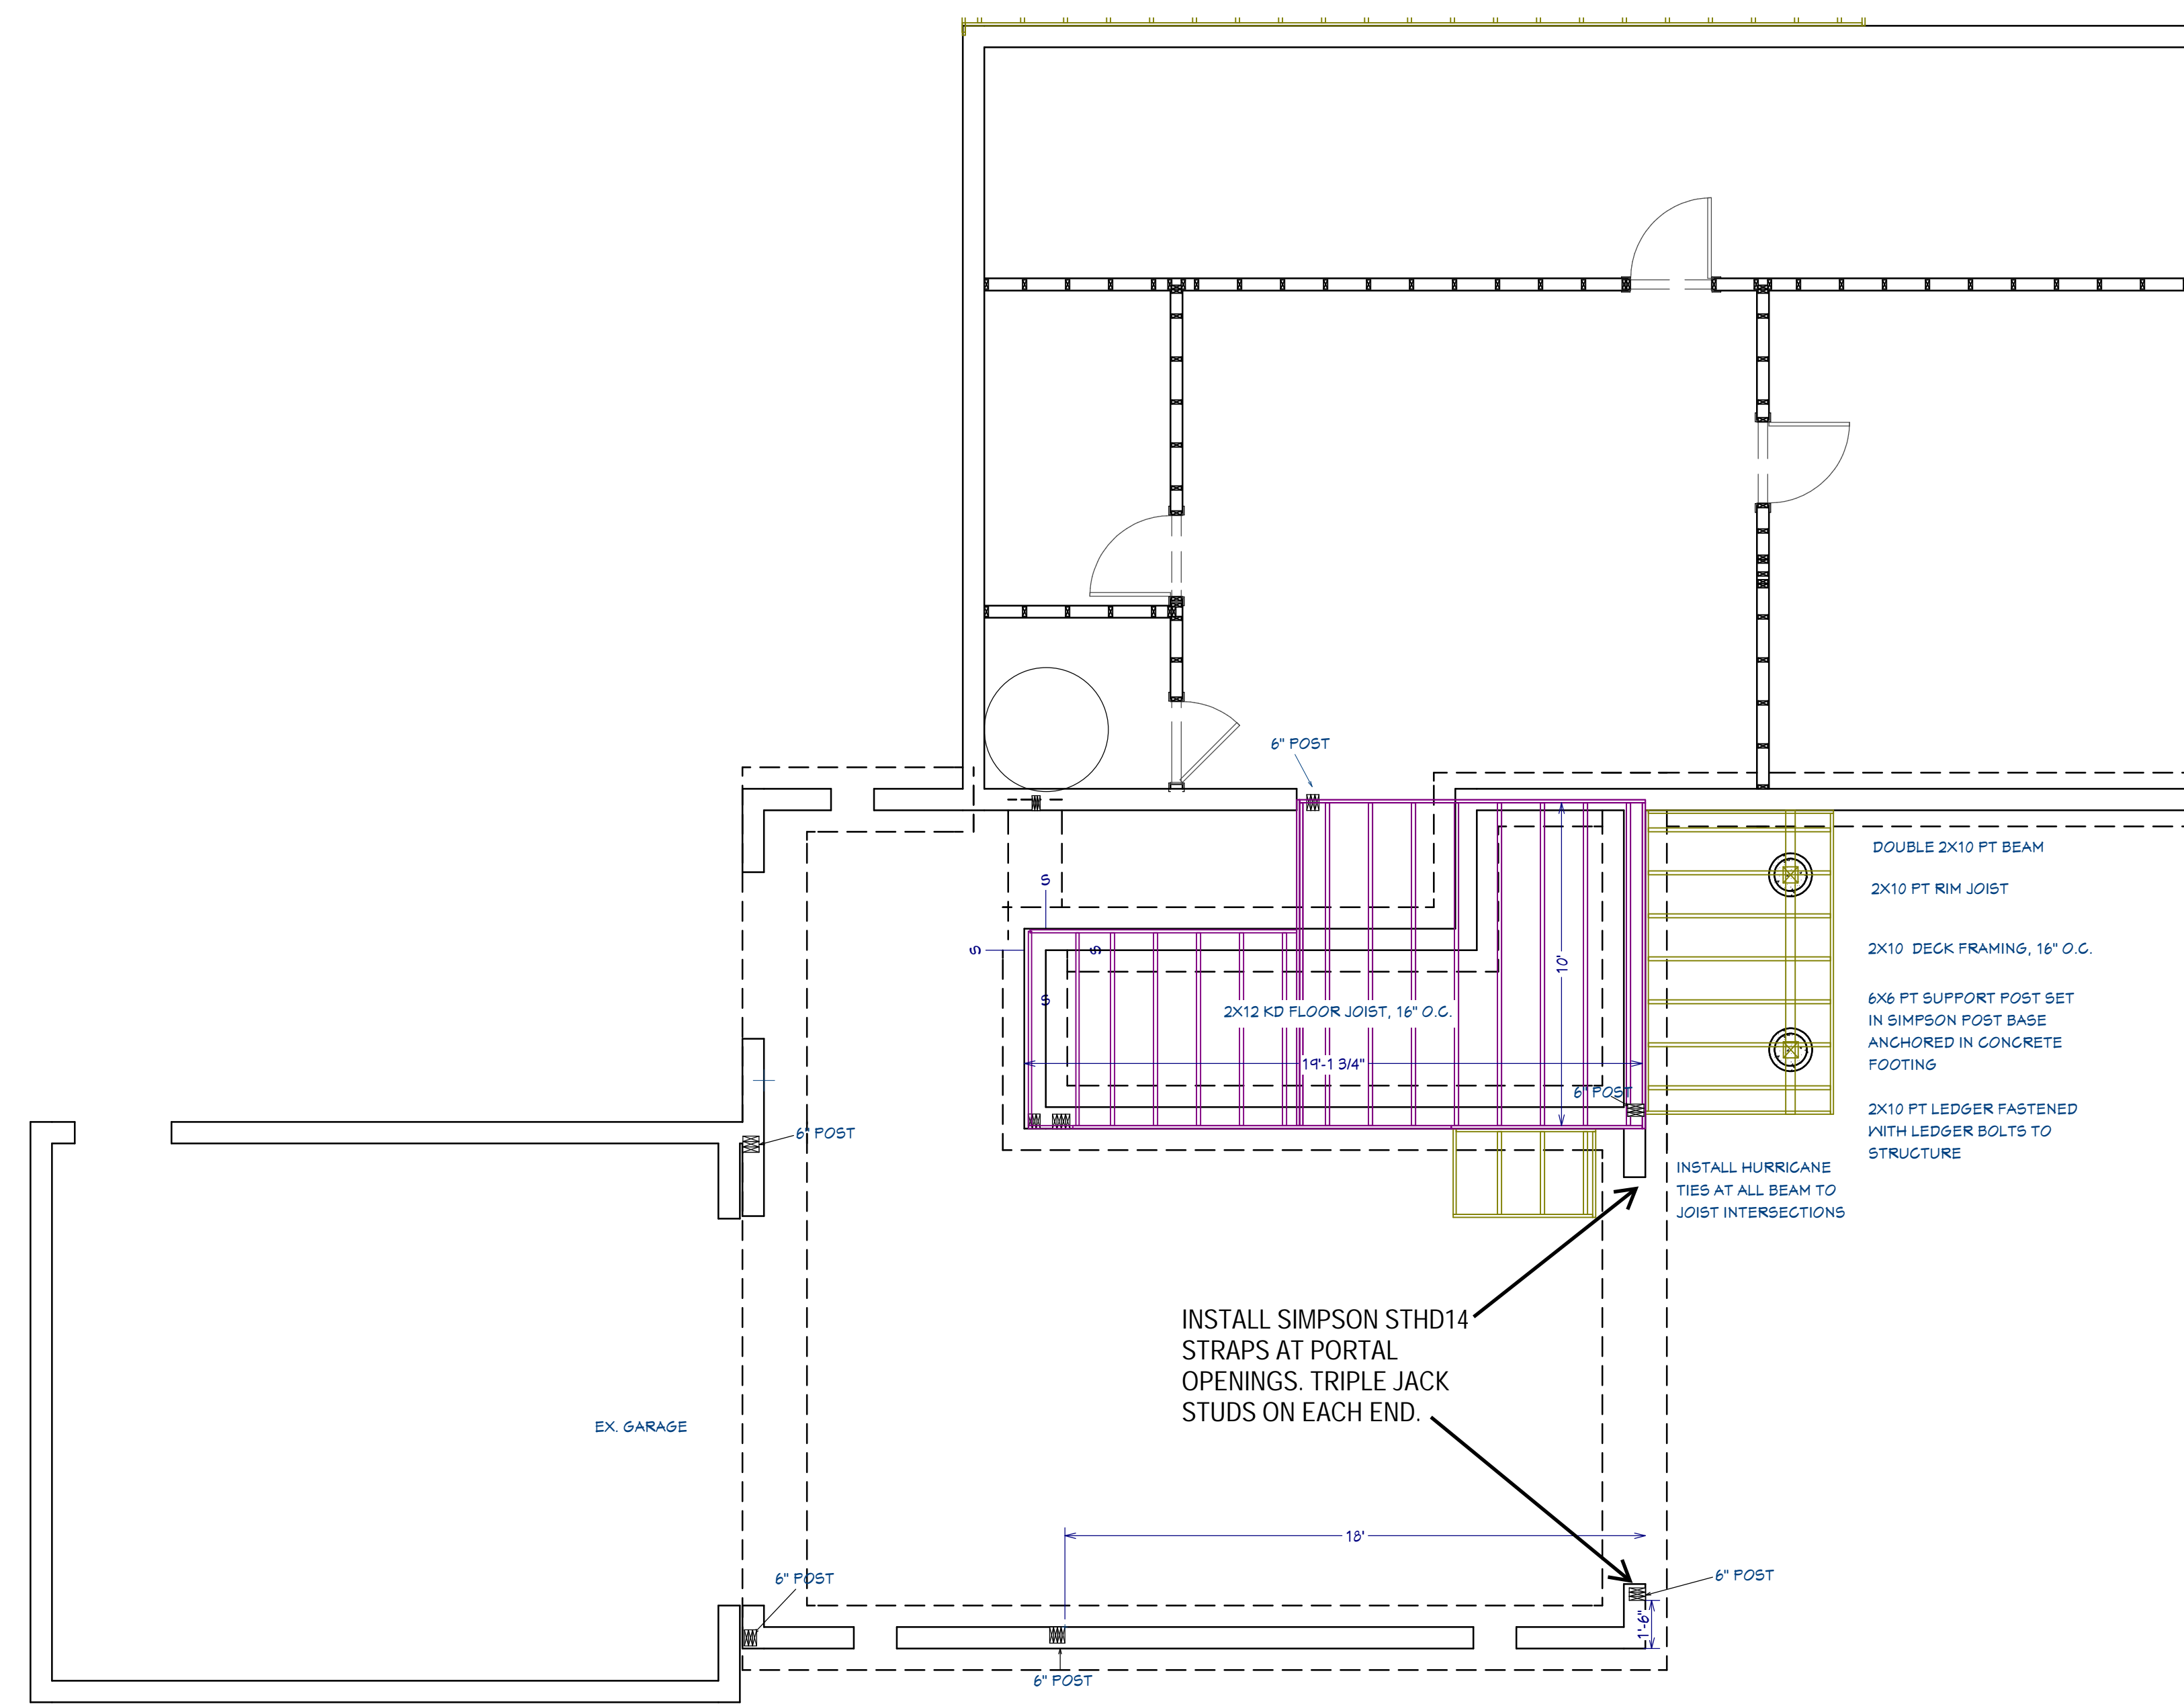 6" POST
DOUBLE 2X10 PT BEAM
S
2X10 PT RIM JOIST
S
S
10'
2X10 DECK FRAMING, 16" O.C.
S
2X12 KD FLOOR JOIST, 16" O.C.
6X6 PT SUPPORT POST SET
IN SIMPSON POST BASE
ANCHORED IN CONCRETE
FOOTING
19'-1 3/4"
6" POST
2X10 PT LEDGER FASTENED
WITH LEDGER BOLTS TO
STRUCTURE
6" POST
INSTALL HURRICANE
TIES AT ALL BEAM TO
JOIST INTERSECTIONS
INSTALL SIMPSON STHD14
STRAPS AT PORTAL
OPENINGS. TRIPLE JACK
STUDS ON EACH END.
EX. GARAGE
18'
6" POST
6" POST
1'-6"
6" POST